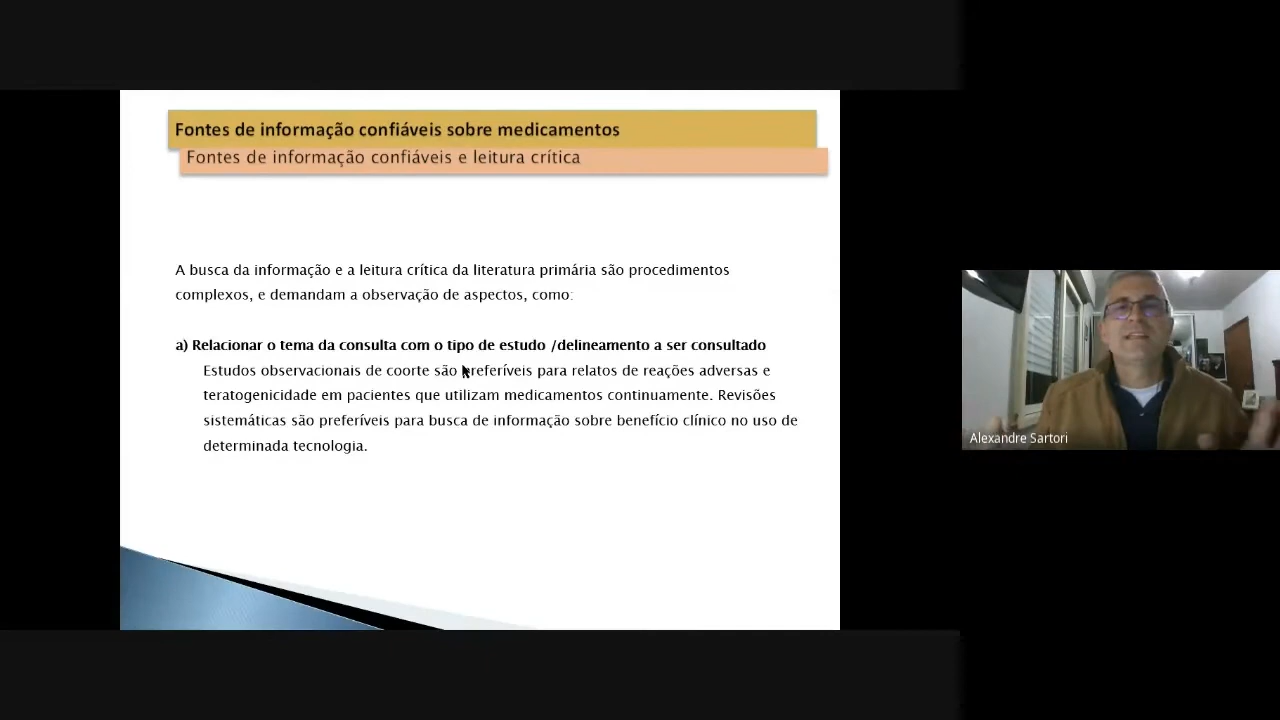 Fontes de informação confiáveis sobre medicamentos
Fontes de informação confiáveis e leitura crítica
A busca da informação e a leitura crítica da literatura primária são procedimentos
complexos, e demandam a observação de aspectos, como:
a) Relacionar o tema da consulta com o tipo de estudo /delineamento a ser consultado
Estudos observacionais de coorte são preferíveis para relatos de reações adversas e
teratogenicidade em pacientes que utilizam medicamentos continuamente. Revisões
sistemáticas são preferíveis para busca de informação sobre benefício clínico no uso de
determinada tecnologia.
Alexandre Sartori